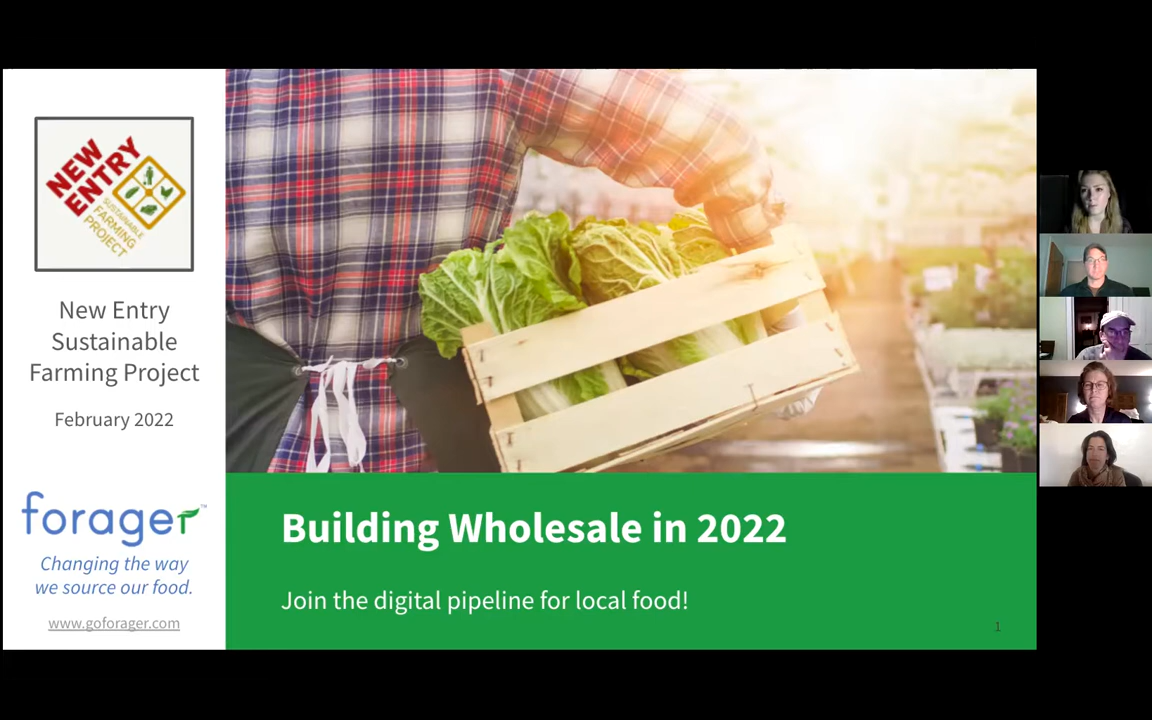 NEW
ENTRY
SUSTAINABLE
FARMING
PROJECT
New Entry
Sustainable
Farming Project
February 2022
forager™
Changing the way
we source our food.
www.goforager.com
Building Wholesale in 2022
Join the digital pipeline for local food!
1